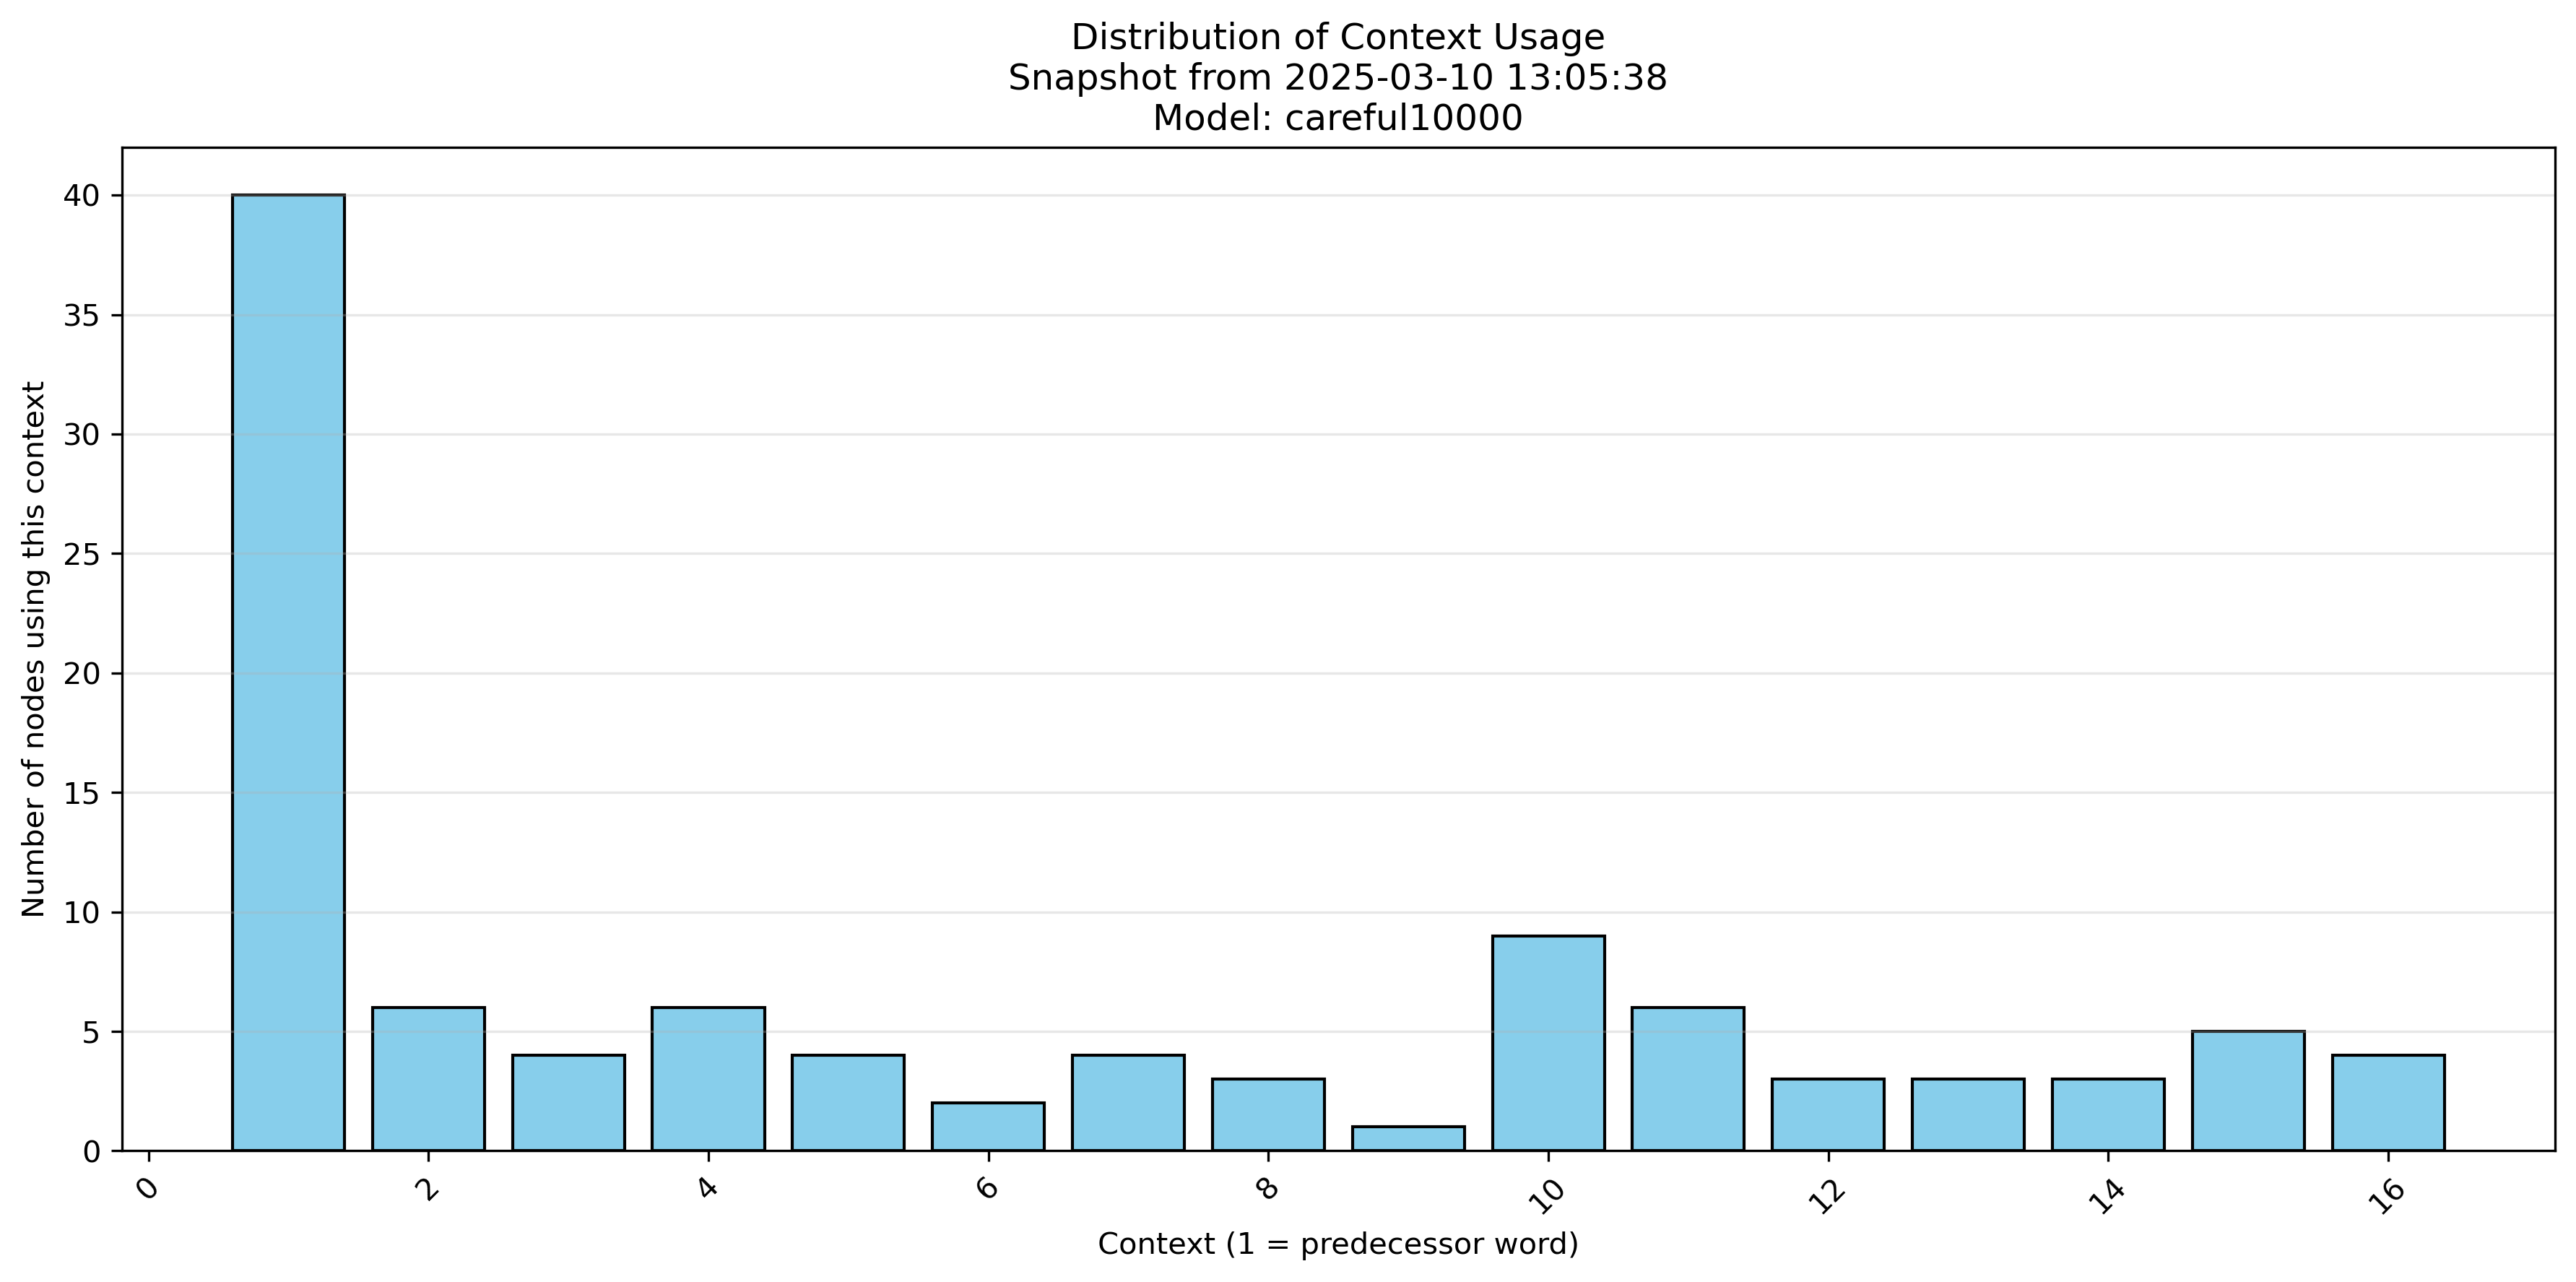 Distribution of Context Usage
Snapshot from 2025-03-10 13:05:38
Model: careful10000
Number of nodes using this context
40
35
30
25
20
15
10
5
0
0 2 4 6 8 10 12 14 16
Context (1 = predecessor word)